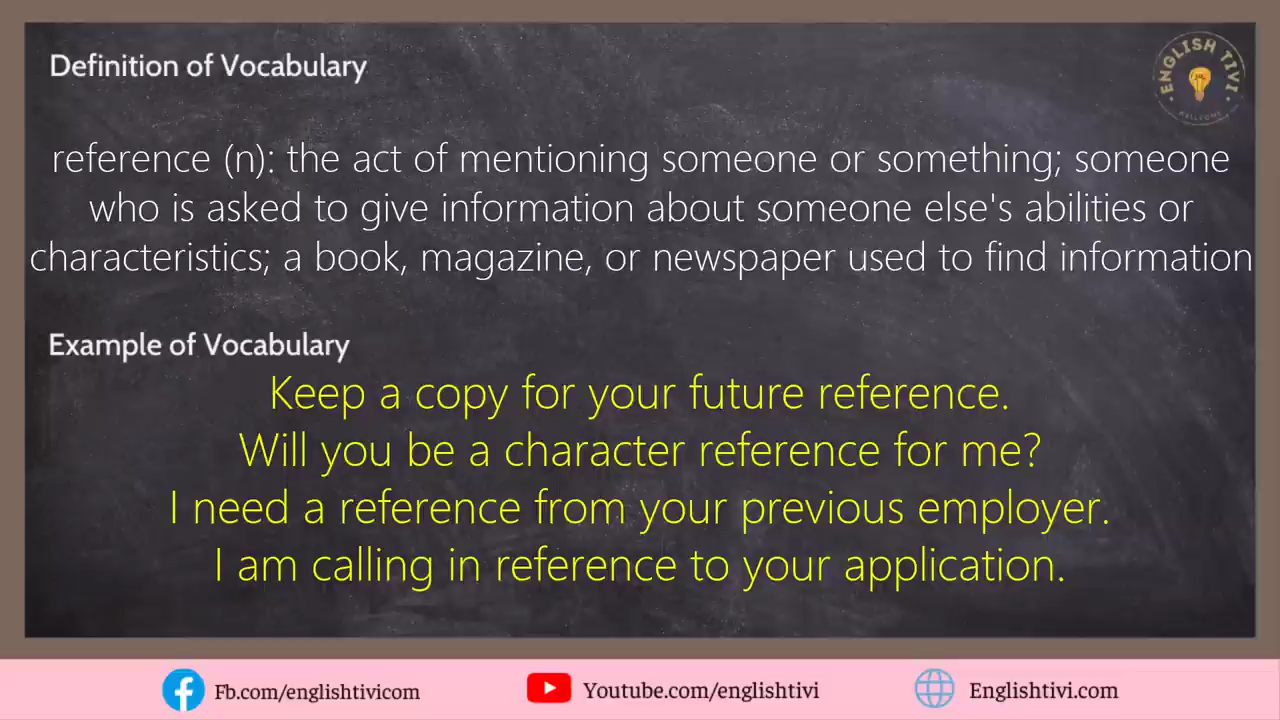 Definition of Vocabulary
ENGLISH TIVI
reference (n): the act of mentioning someone or something; someone
who is asked to give information about someone else's abilities or
characteristics; a book, magazine, or newspaper used to find information
Example of Vocabulary
Keep a copy for your future reference.
Will you be a character reference for me?
I need a reference from your previous employer.
I am calling in reference to your application.
Fb.com/englishtivicom
Youtube.com/englishtivi
Englishtivi.com